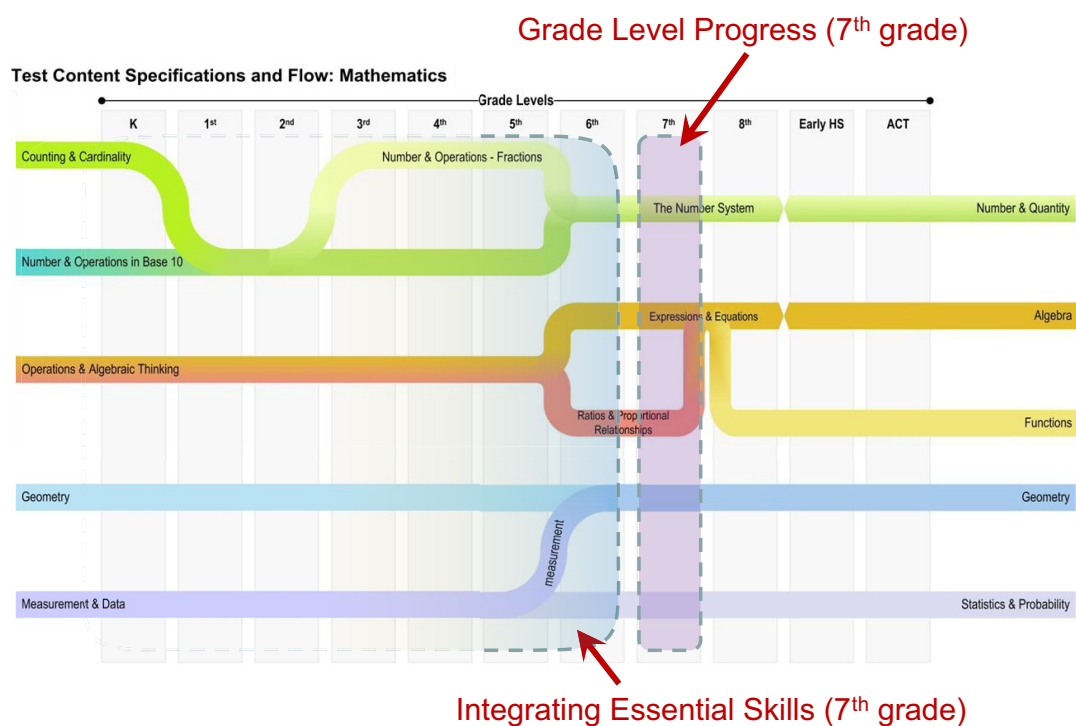 Grade Level Progress (7th grade)
Test Content Specifications and Flow: Mathematics
Grade Levels
K 1st 2nd 3rd 4th 5th 6th 7th 8th Early HS ACT
Counting & Cardinality
Number & Operations - Fractions
The Number System
Number & Quantity
Number & Operations in Base 10
Expressions & Equations
Algebra
Operations & Algebraic Thinking
Ratios & Proportional
Relationships
Functions
Geometry
Geometry
measurement
Measurement & Data
Statistics & Probability
Integrating Essential Skills (7th grade)